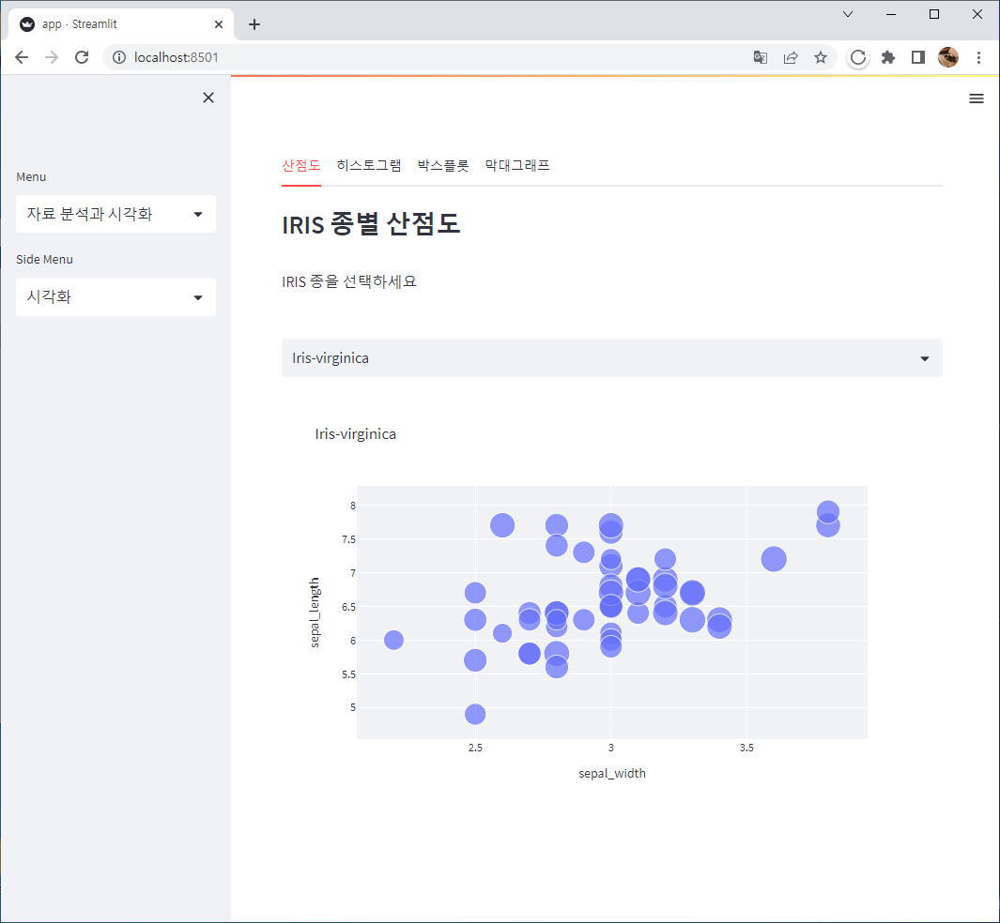 app · Streamlit
localhost:8501
Menu
자료 분석과 시각화
Side Menu
시각화
산점도 히스토그램 박스플롯 막대그래프
IRIS 종별 산점도
IRIS 종을 선택하세요
Iris-virginica
Iris-virginica
8
7.5
7
6.5
6
5.5
5
sepal_length
2.5 3 3.5
sepal_width